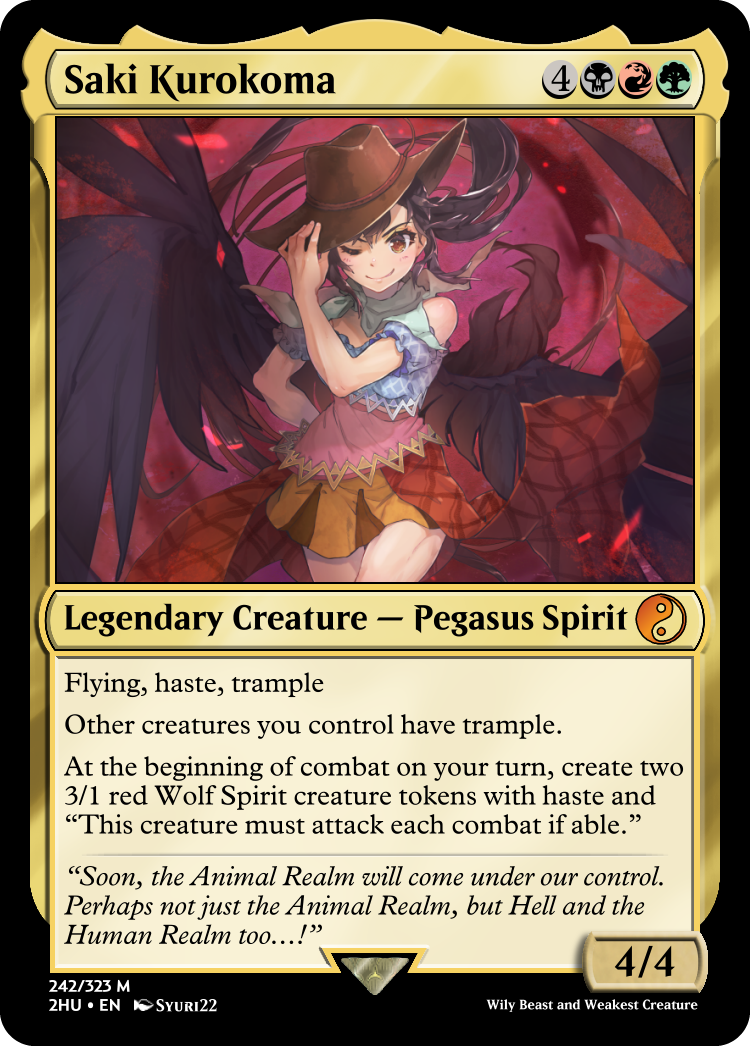 Saki Kurokoma 4
Legendary Creature — Pegasus Spirit
Flying, haste, trample
Other creatures you control have trample.
At the beginning of combat on your turn, create two
3/1 red Wolf Spirit creature tokens with haste and
“This creature must attack each combat if able.”
“Soon, the Animal Realm will come under our control.
Perhaps not just the Animal Realm, but Hell and the
Human Realm too…!”
4/4
242/323 M
2HU • EN Syuri22
Wily Beast and Weakest Creature